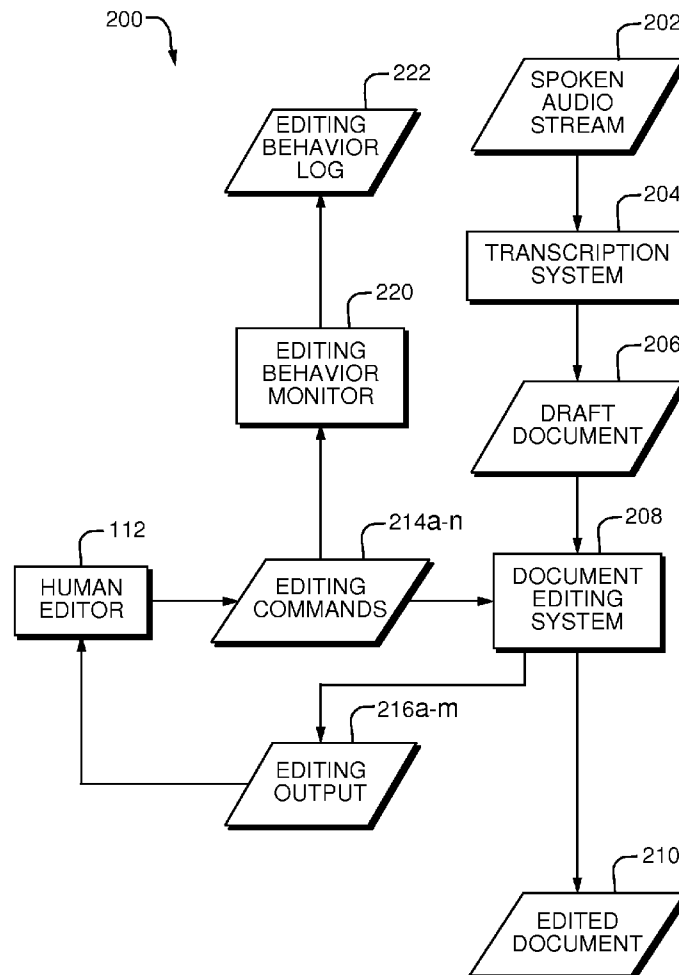 200
202
SPOKEN
AUDIO
STREAM
222
EDITING
BEHAVIOR
LOG
204
TRANSCRIPTION
SYSTEM
220
EDITING
BEHAVIOR
MONITOR
206
DRAFT
DOCUMENT
112
HUMAN
EDITOR
214a-n
EDITING
COMMANDS
208
DOCUMENT
EDITING
SYSTEM
216a-m
EDITING
OUTPUT
210
EDITED
DOCUMENT